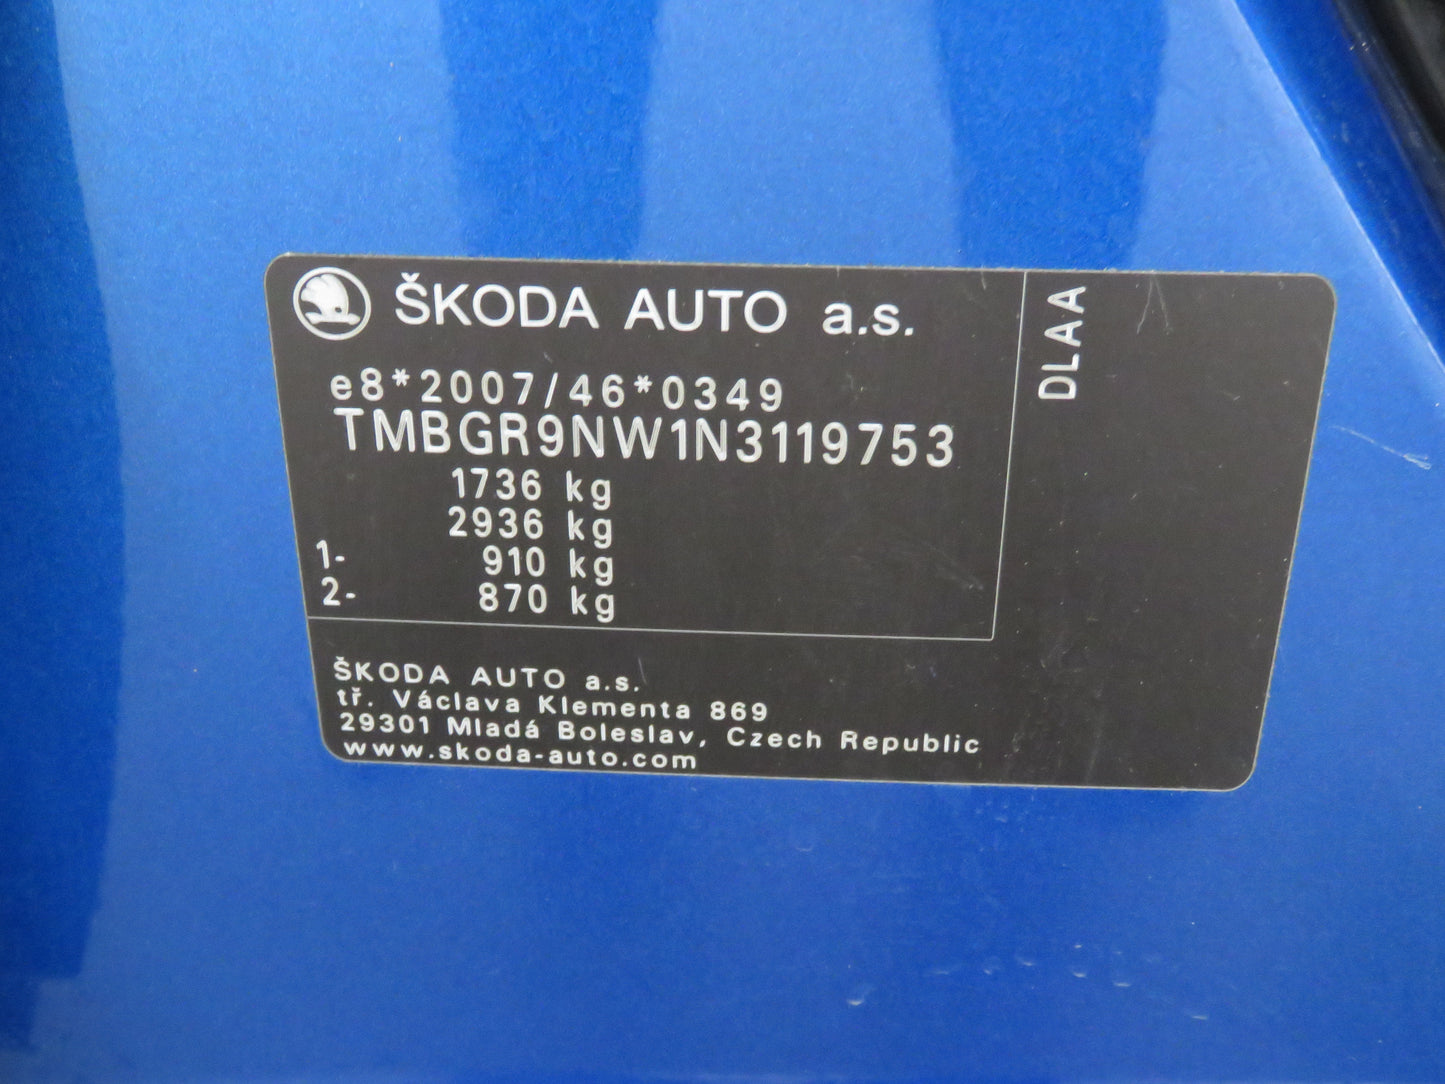 ŠKODA AUTO a.s.
DLAA
e8*2007/46*0349
TMBGR9NW1N3119753
1736 kg
2936 kg
1- 910 kg
2- 870 kg
ŠKODA AUTO a.s.
tř. Václava Klementa 869
29301 Mladá Boleslav, Czech Republic
www.skoda-auto.com